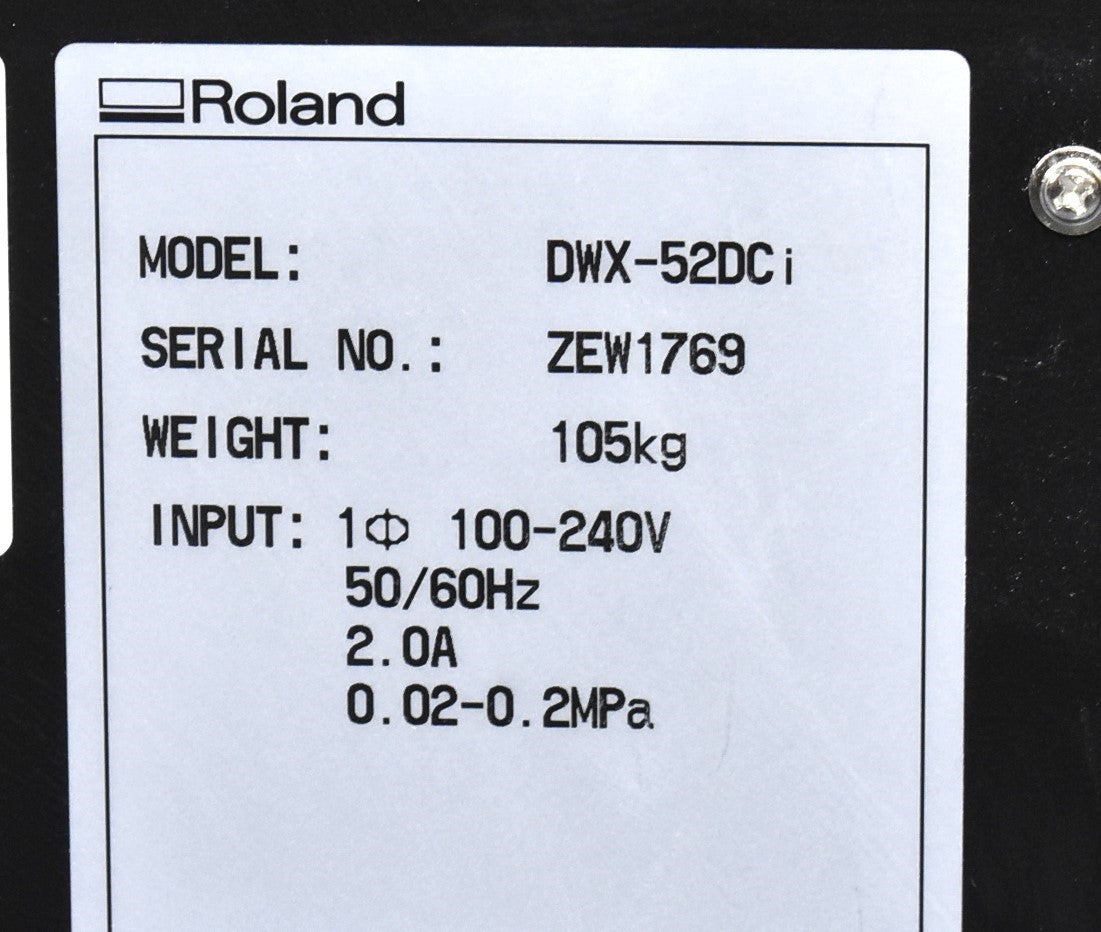 Roland
MODEL: DWX-52DCi
SERIAL NO.: ZEW1769
WEIGHT: 105kg
INPUT: 1Φ 100-240V
50/60Hz
2.0A
0.02-0.2MPa